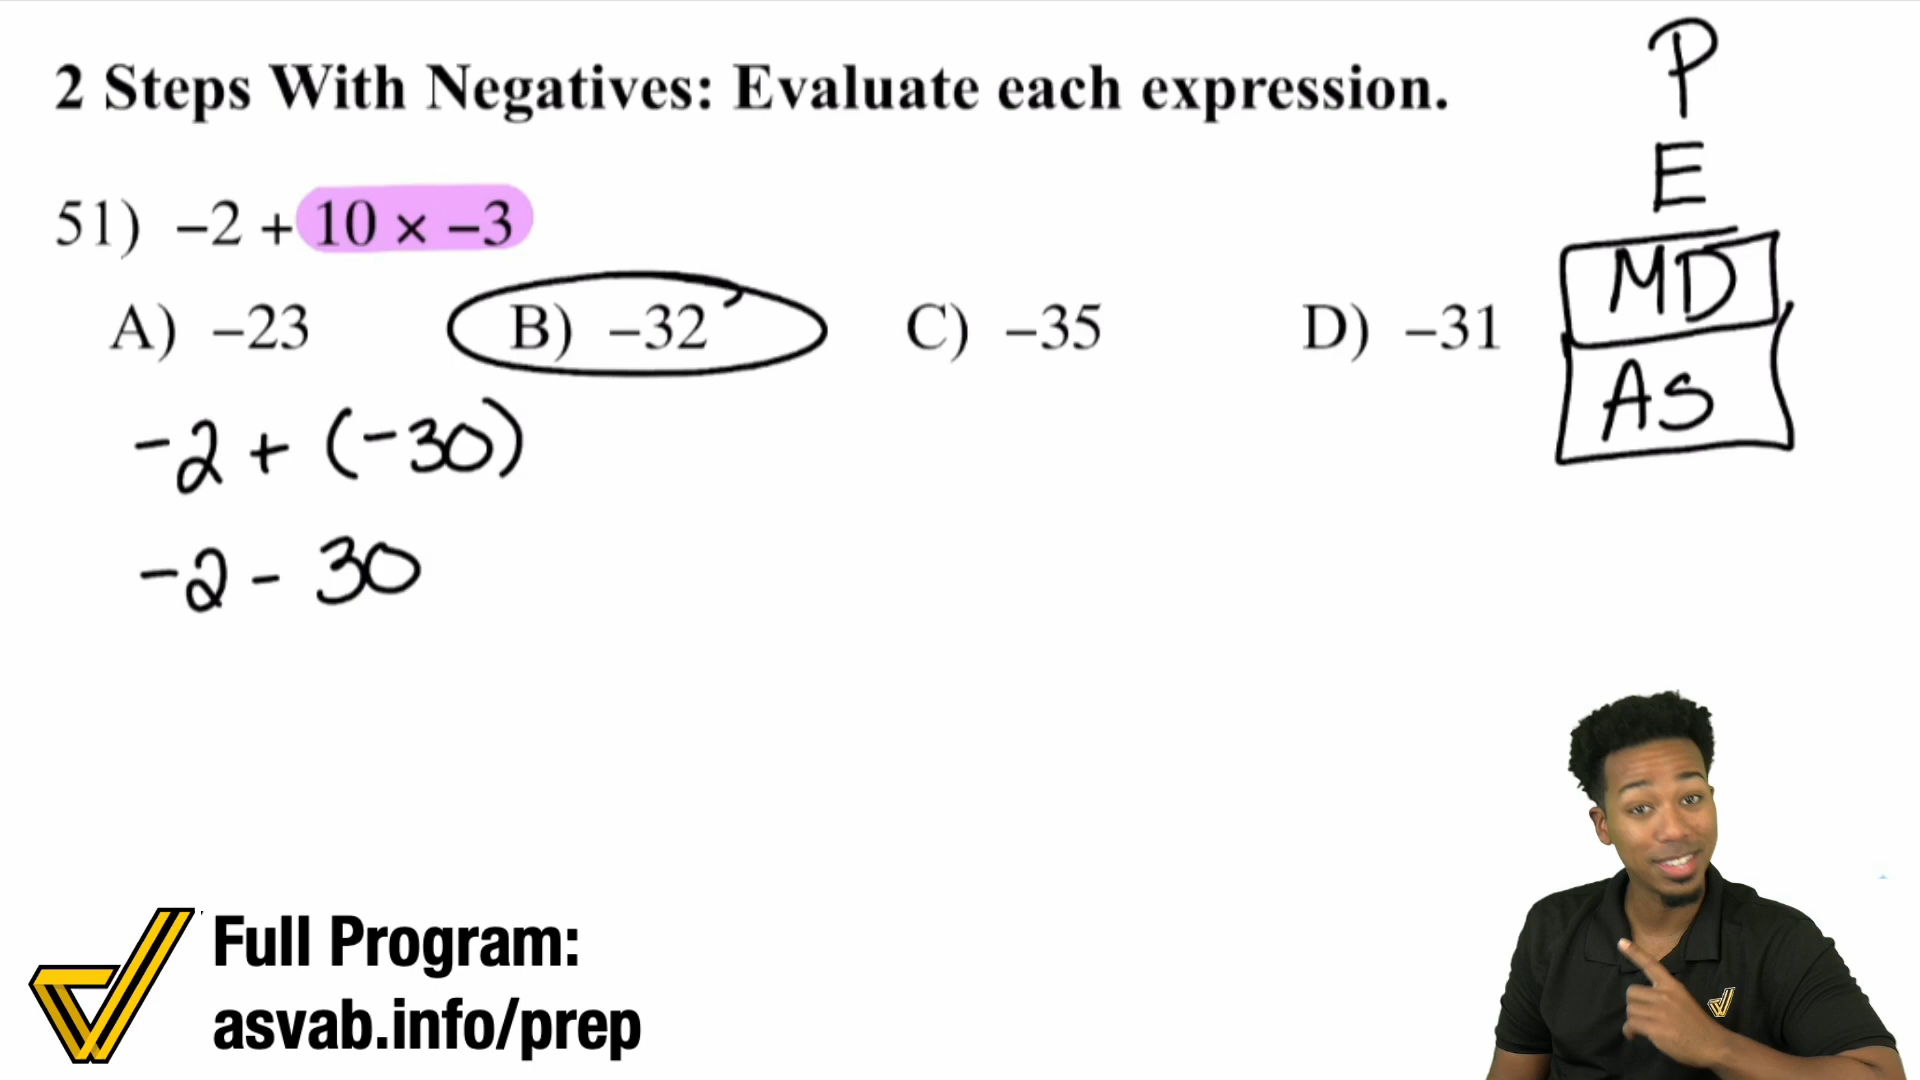 2 Steps With Negatives: Evaluate each expression.
51) −2 + 10 × −3
A) −23 B) −32 C) −35 D) −31
-2 + (-30)
-2 - 30
P
E
MD
AS
Full Program:
asvab.info/prep